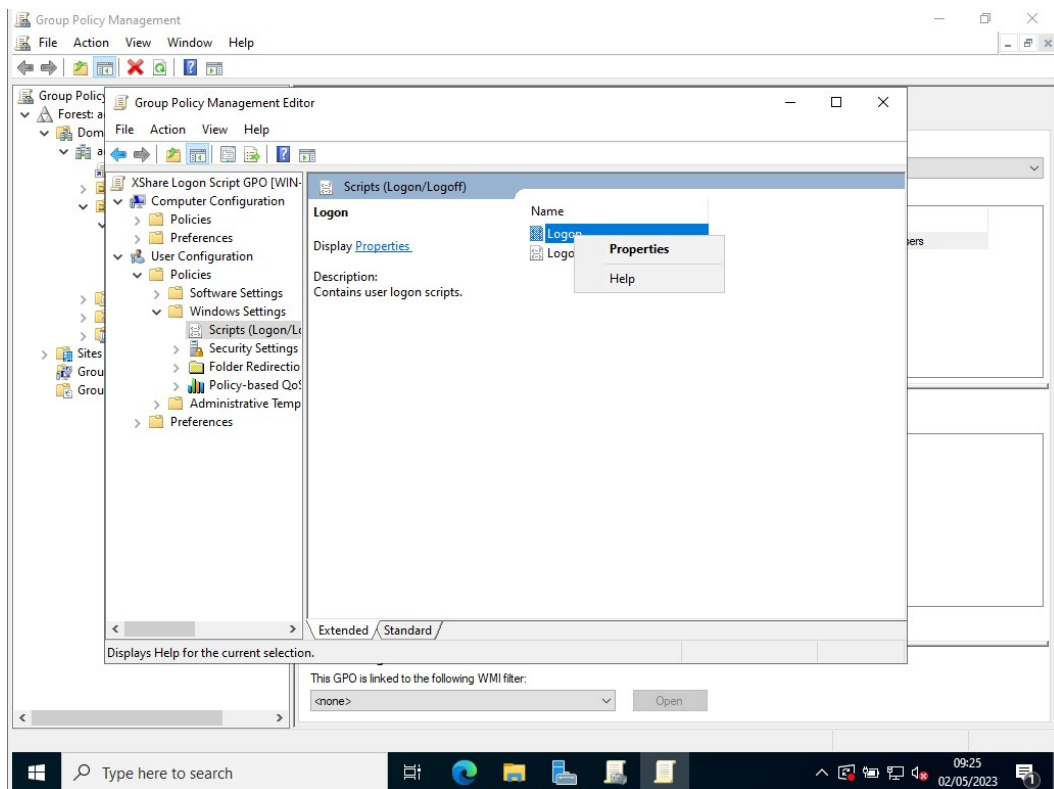 Group Policy Management
File Action View Window Help
Group Policy
Forest: a
Dom
a
Sites
Grou
Grou
Group Policy Management Editor
File Action View Help
XShare Logon Script GPO [WIN-
Computer Configuration
Policies
Preferences
User Configuration
Policies
Software Settings
Windows Settings
Scripts (Logon/Lo
Security Settings
Folder Redirectio
Policy-based QoS
Administrative Temp
Preferences
Scripts (Logon/Logoff)
Logon
Display Properties
Description:
Contains user logon scripts.
Name
Logon
Logo
Properties
Help
ers
Extended Standard
Displays Help for the current selection.
This GPO is linked to the following WMI filter:
<none>
Open
Type here to search
09:25
02/05/2023
1